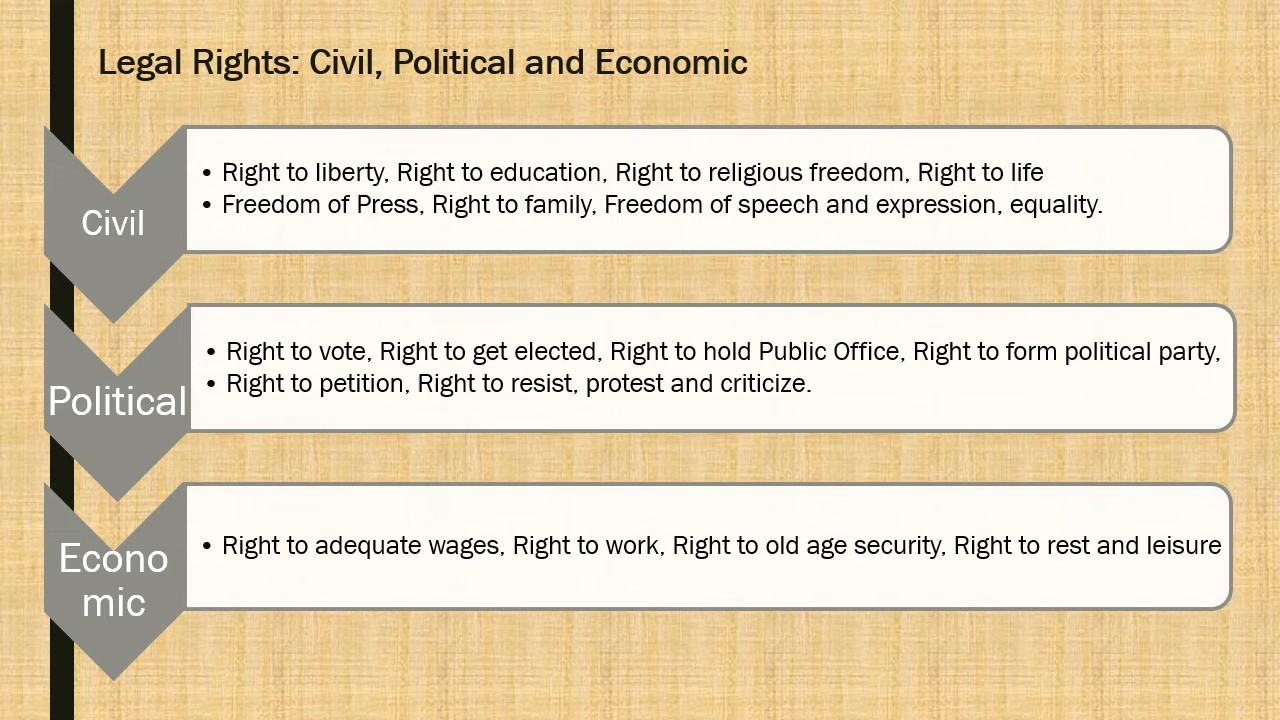 Legal Rights: Civil, Political and Economic
Civil
• Right to liberty, Right to education, Right to religious freedom, Right to life
• Freedom of Press, Right to family, Freedom of speech and expression, equality.
Political
• Right to vote, Right to get elected, Right to hold Public Office, Right to form political party,
• Right to petition, Right to resist, protest and criticize.
Econo
mic
• Right to adequate wages, Right to work, Right to old age security, Right to rest and leisure